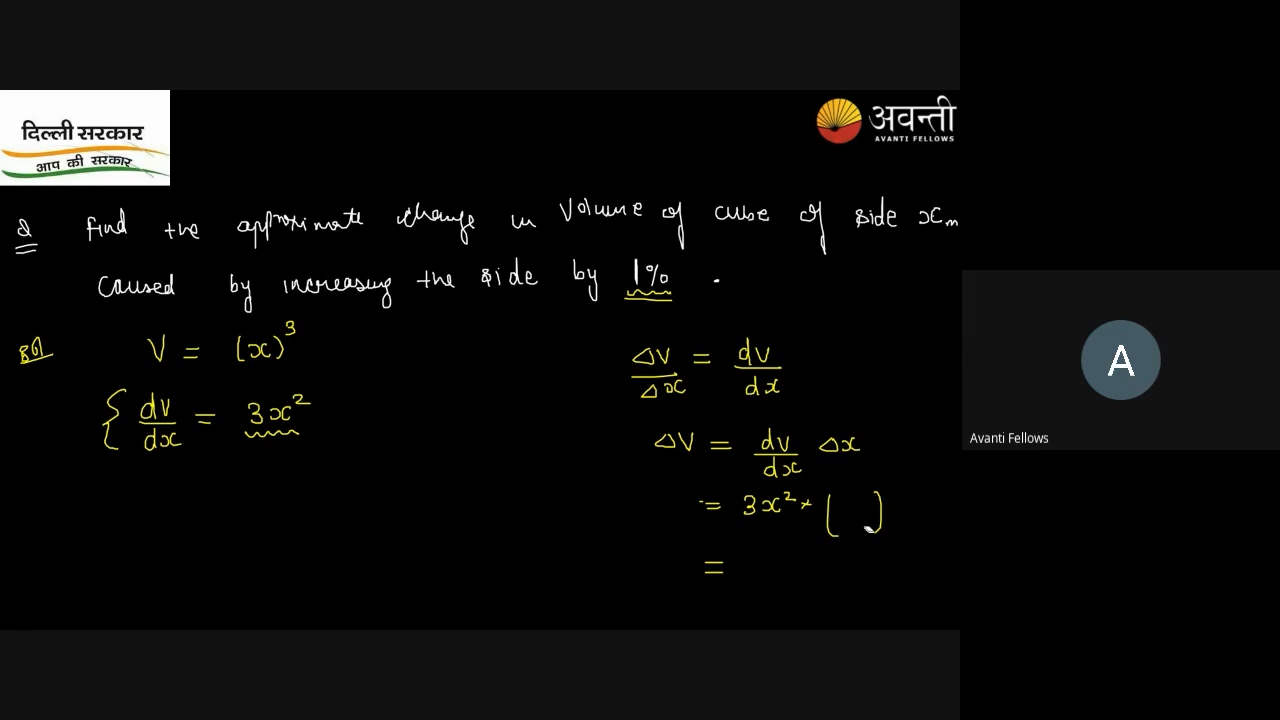 दिल्ली सरकार
आप की सरकार
अवन्ती
AVANTI FELLOWS
Q Find the approximate change in Volume of cube of side x m
caused by increasing the side by 1% .
Sol V = (x)³
{ dv/dx = 3x²
ΔV/Δx = dv/dx
ΔV = dv/dx Δx
= 3x² × ( )
=
A
Avanti Fellows